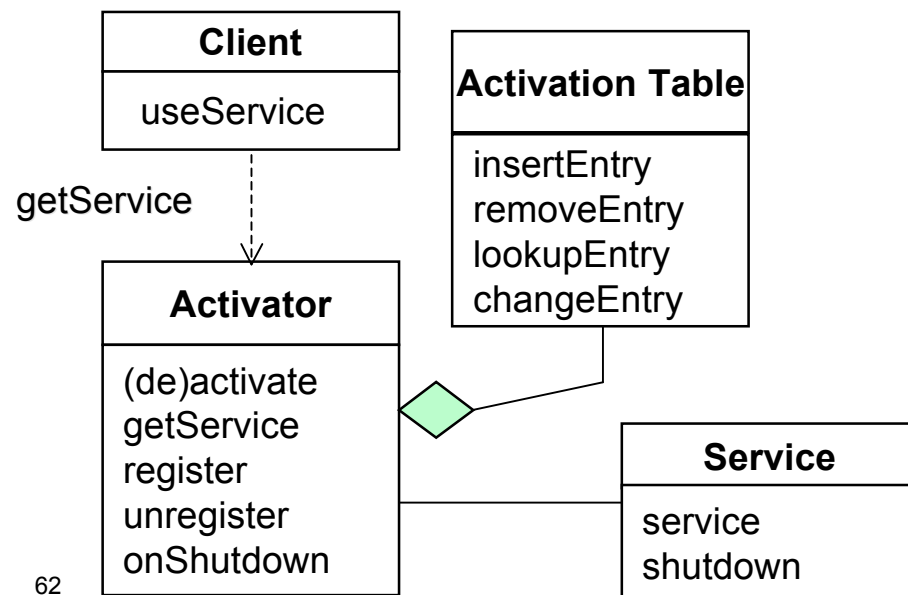 Client
useService
getService
Activation Table
insertEntry
removeEntry
lookupEntry
changeEntry
Activator
(de)activate
getService
register
unregister
onShutdown
Service
service
shutdown
62